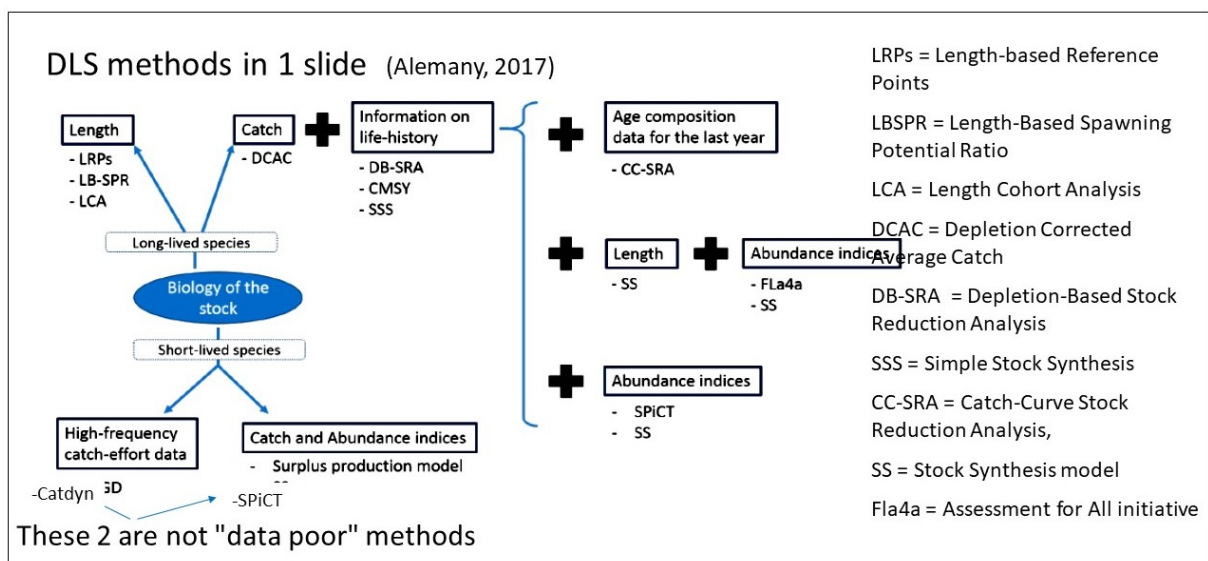 DLS methods in 1 slide (Alemany, 2017)
Length
- LRPs
- LB-SPR
- LCA
Catch
- DCAC
Information on
life-history
- DB-SRA
- CMSY
- SSS
Age composition
data for the last year
- CC-SRA
Length
- SS
Abundance indices
- FLa4a
- SS
Abundance indices
- SPiCT
- SS
Long-lived species
Biology of the
stock
Short-lived species
High-frequency
catch-effort data
-Catdyn
Catch and Abundance indices
- Surplus production model
-SPiCT
These 2 are not "data poor" methods
LRPs = Length-based Reference
Points
LBSPR = Length-Based Spawning
Potential Ratio
LCA = Length Cohort Analysis
DCAC = Depletion Corrected
Average Catch
DB-SRA = Depletion-Based Stock
Reduction Analysis
SSS = Simple Stock Synthesis
CC-SRA = Catch-Curve Stock
Reduction Analysis,
SS = Stock Synthesis model
Fla4a = Assessment for All initiative